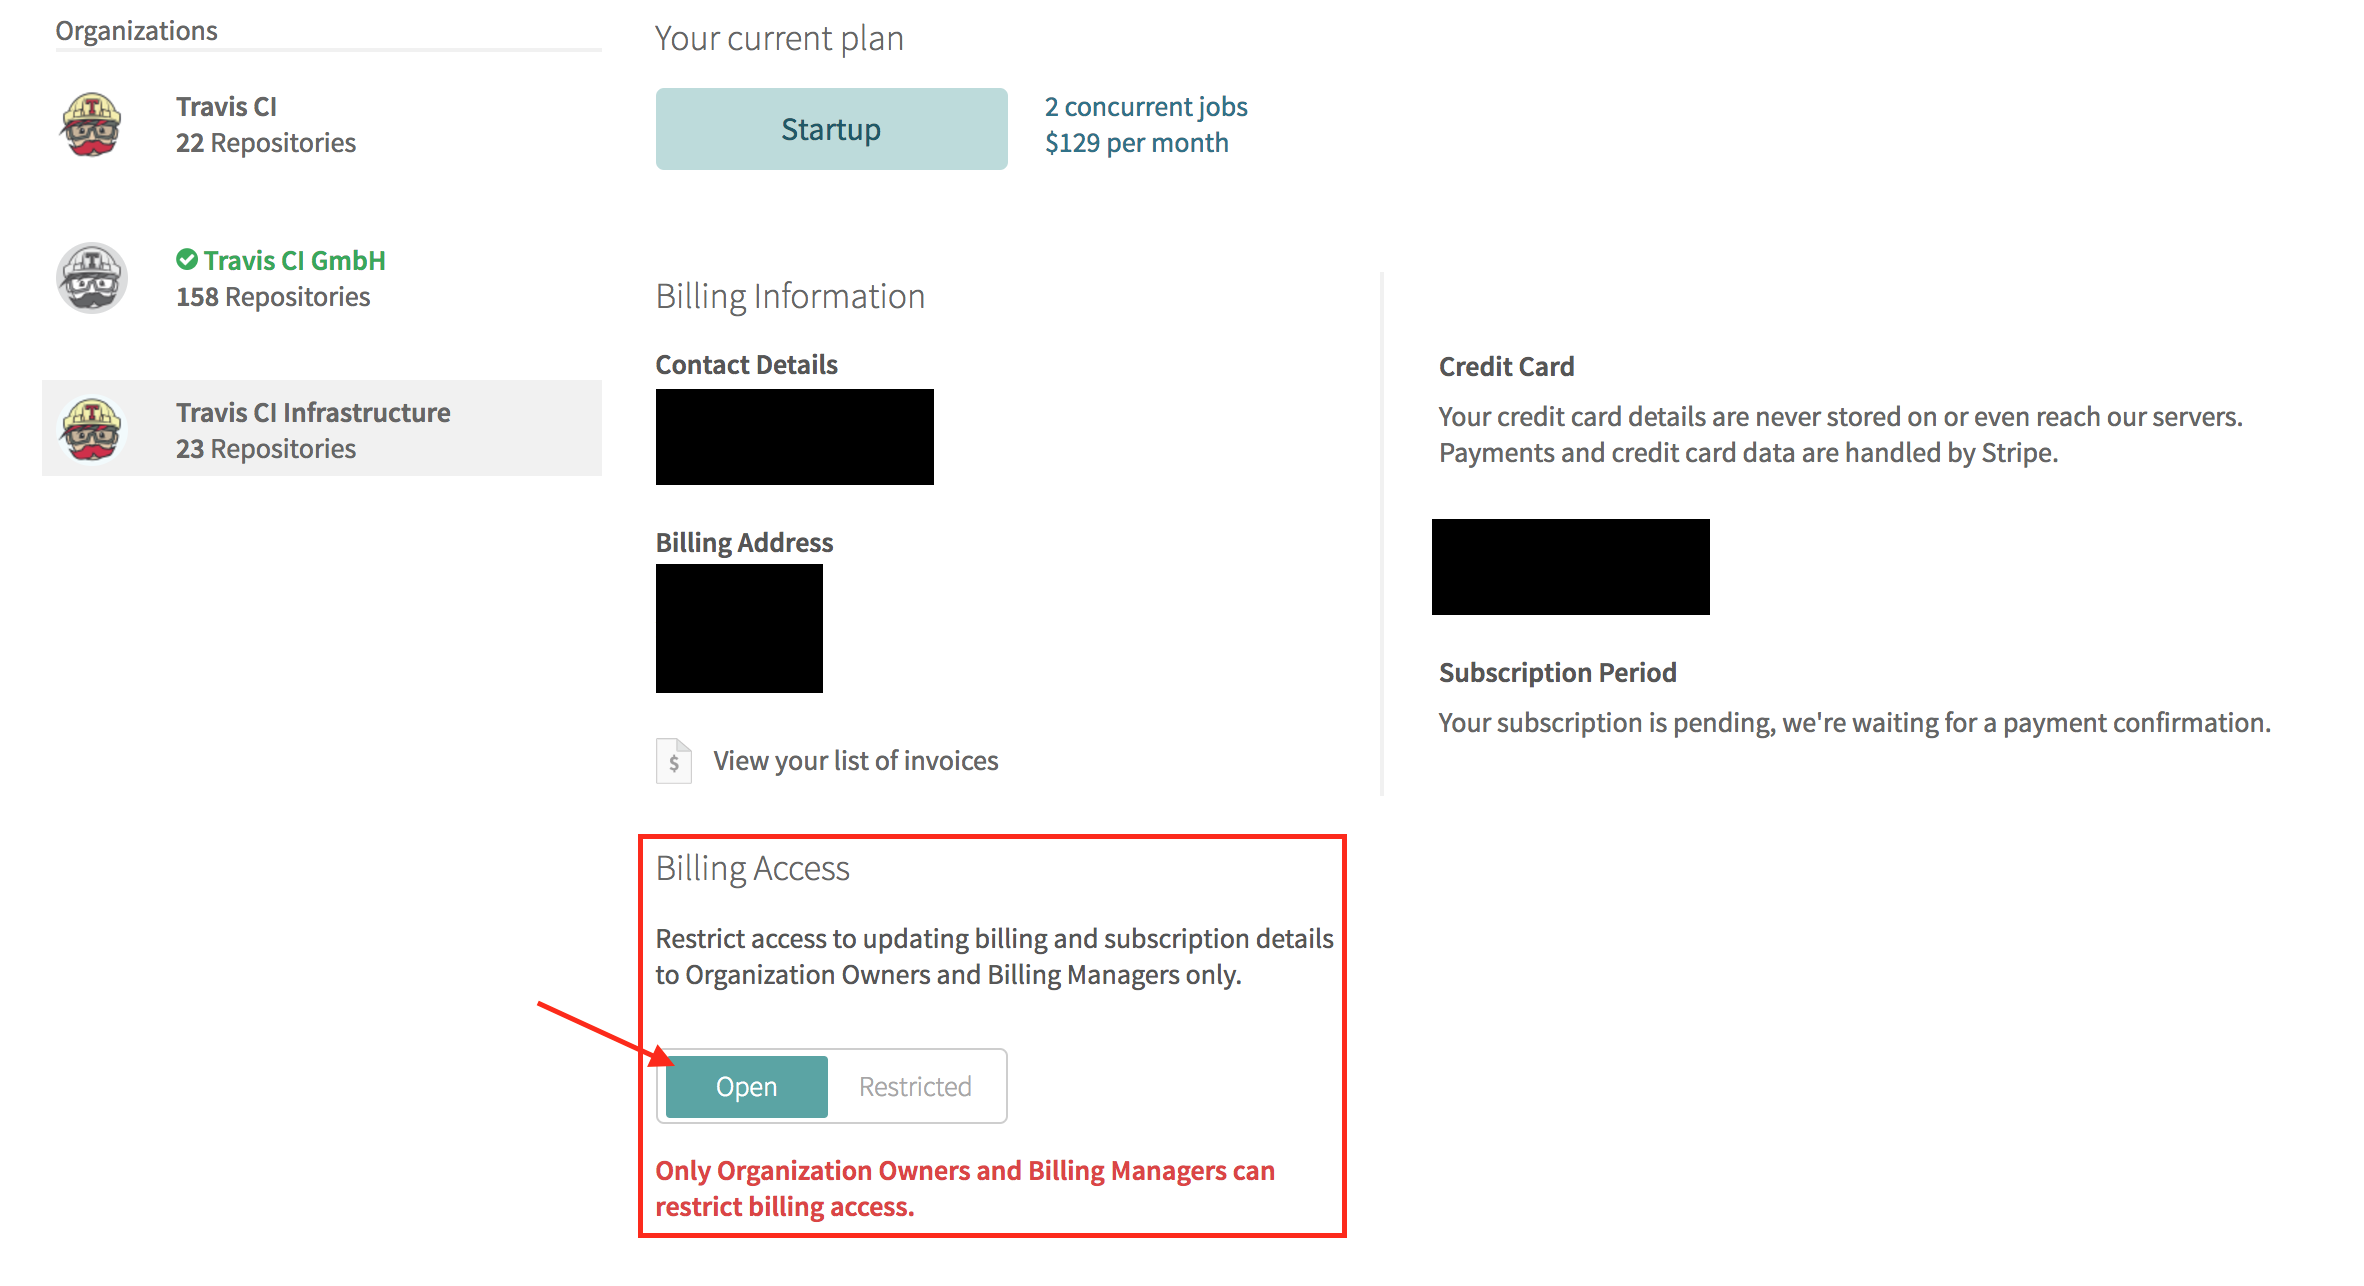 Organizations
Travis CI
22 Repositories
Travis CI GmbH
158 Repositories
Travis CI Infrastructure
23 Repositories
Your current plan
Startup
2 concurrent jobs
$129 per month
Billing Information
Contact Details
Billing Address
$ View your list of invoices
Credit Card
Your credit card details are never stored on or even reach our servers.
Payments and credit card data are handled by Stripe.
Subscription Period
Your subscription is pending, we're waiting for a payment confirmation.
Billing Access
Restrict access to updating billing and subscription details
to Organization Owners and Billing Managers only.
Open Restricted
Only Organization Owners and Billing Managers can
restrict billing access.